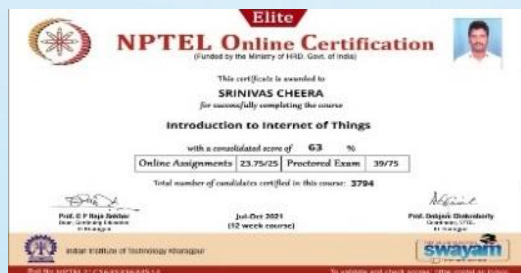 Elite
NPTEL Online Certification
(Funded by the Ministry of HRD, Govt. of India)
This certificate is awarded to
SRINIVAS CHEERA
for successfully completing the course
Introduction to Internet of Things
with a consolidated score of 63 %
Online Assignments 23.75/25 Proctored Exam 39/75
Total number of candidates certified in this course: 3794
Jul-Oct 2021
(12 week course)
Indian Institute of Technology Kharagpur
swayam